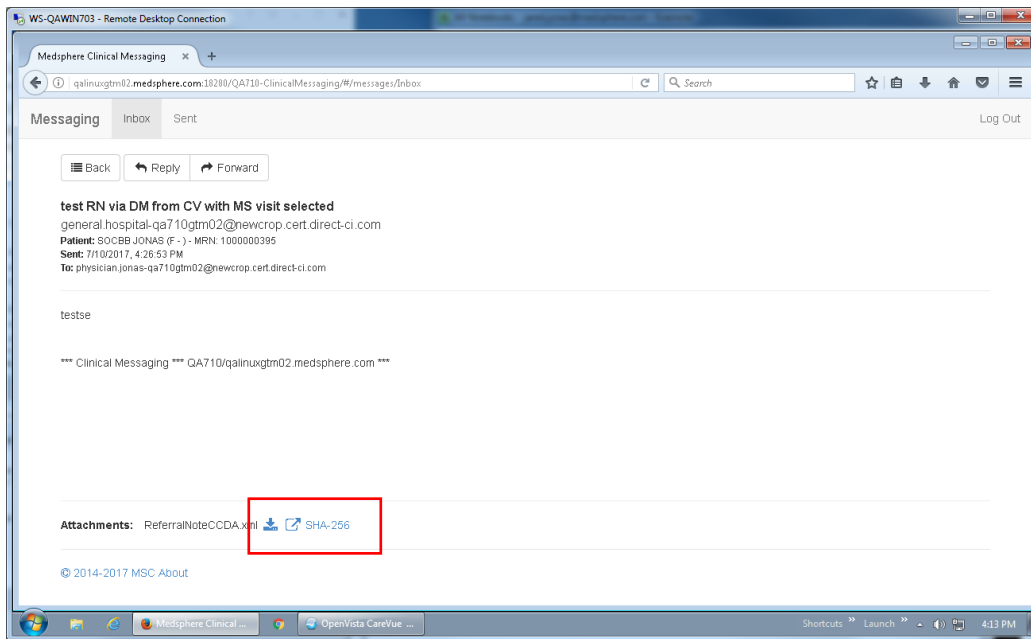 WS-QAWIN703 - Remote Desktop Connection
Medsphere Clinical Messaging
qalinuxgtm02.medsphere.com:18280/QA710-ClinicalMessaging/#/messages/Inbox
Search
Messaging Inbox Sent Log Out
Back Reply Forward
test RN via DM from CV with MS visit selected
general.hospital-qa710gtm02@newcrop.cert.direct-ci.com
Patient: SOCBB JONAS (F - ) - MRN: 1000000395
Sent: 7/10/2017, 4:26:53 PM
To: physician.jonas-qa710gtm02@newcrop.cert.direct-ci.com
testse
*** Clinical Messaging *** QA710/qalinuxgtm02.medsphere.com ***
Attachments: ReferralNoteCCDA.xml SHA-256
© 2014-2017 MSC About
Medsphere Clinical ... OpenVista CareVue ... Shortcuts » Launch » 4:13 PM